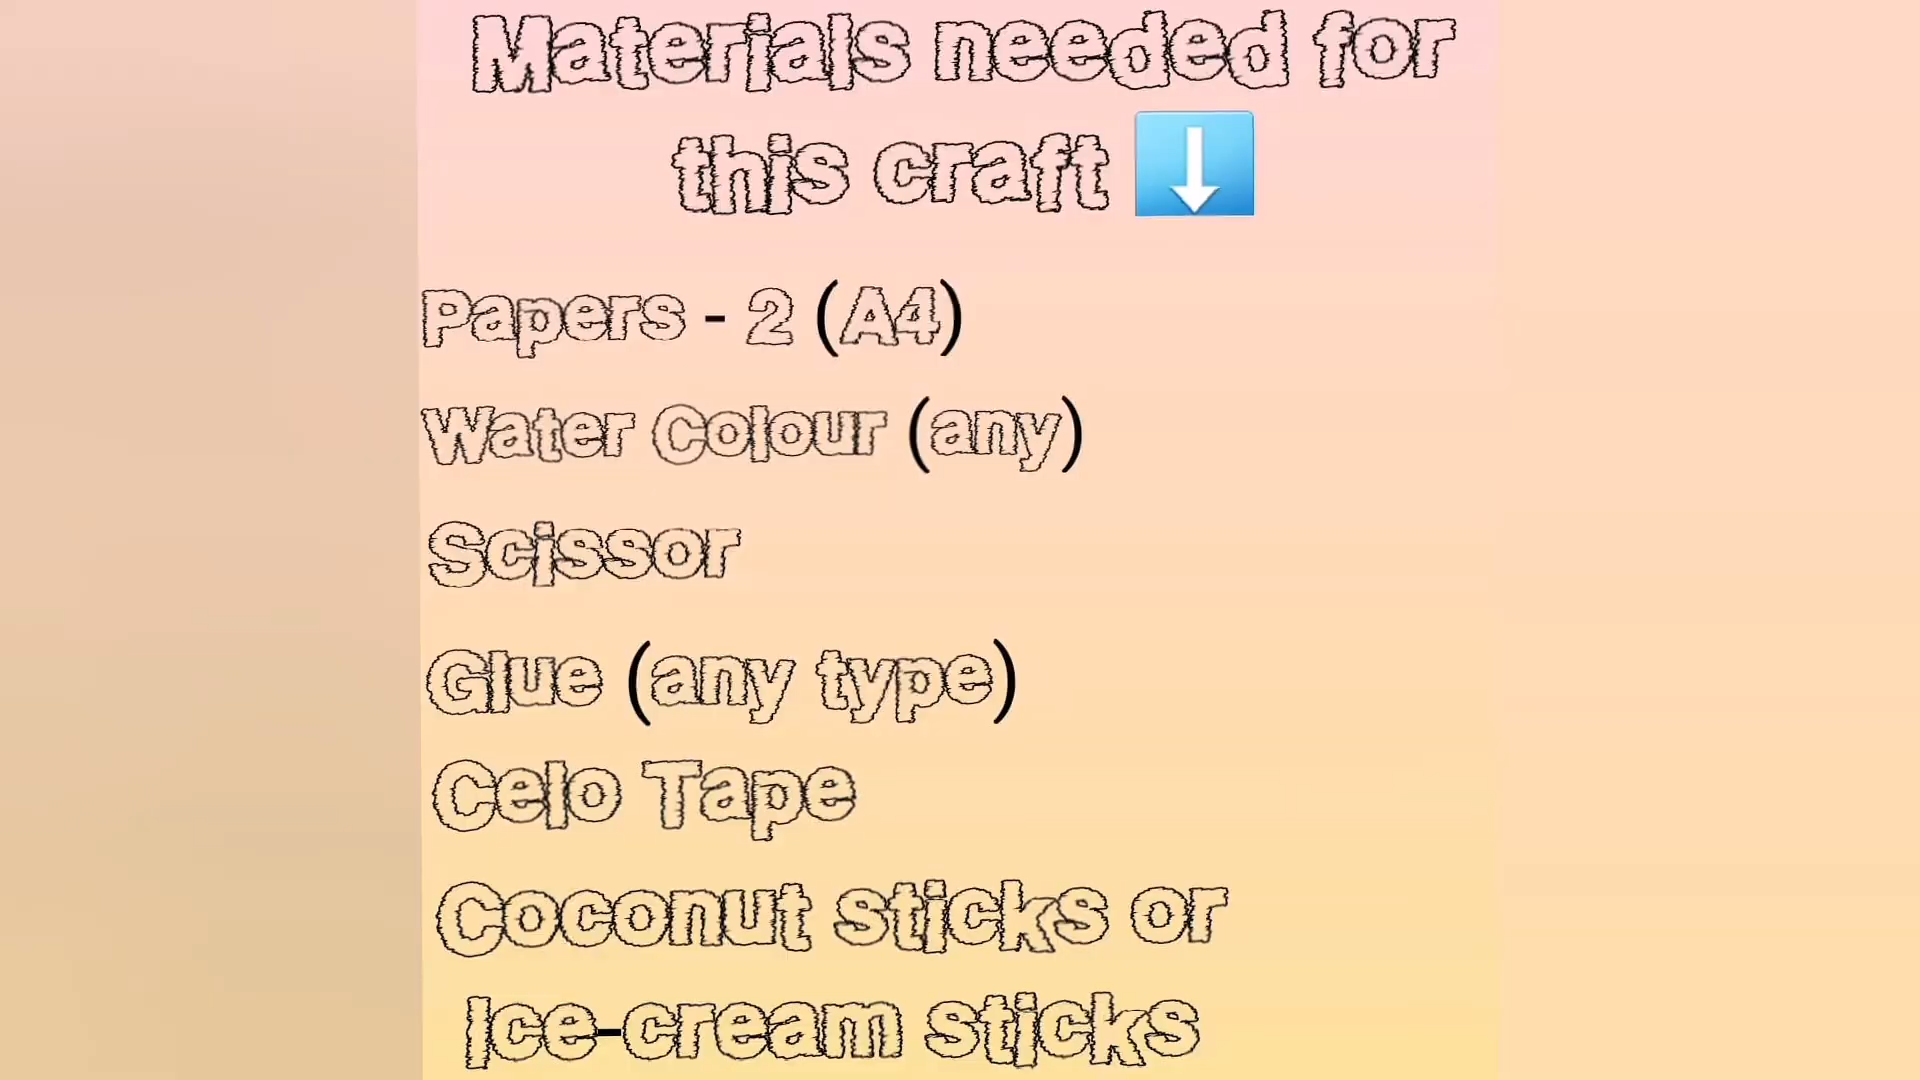 Materials needed for
this craft ⬇️
Papers - 2 (A4)
Water Colour (any)
Scissor
Glue (any type)
Celo Tape
Coconut sticks or
Ice-cream sticks